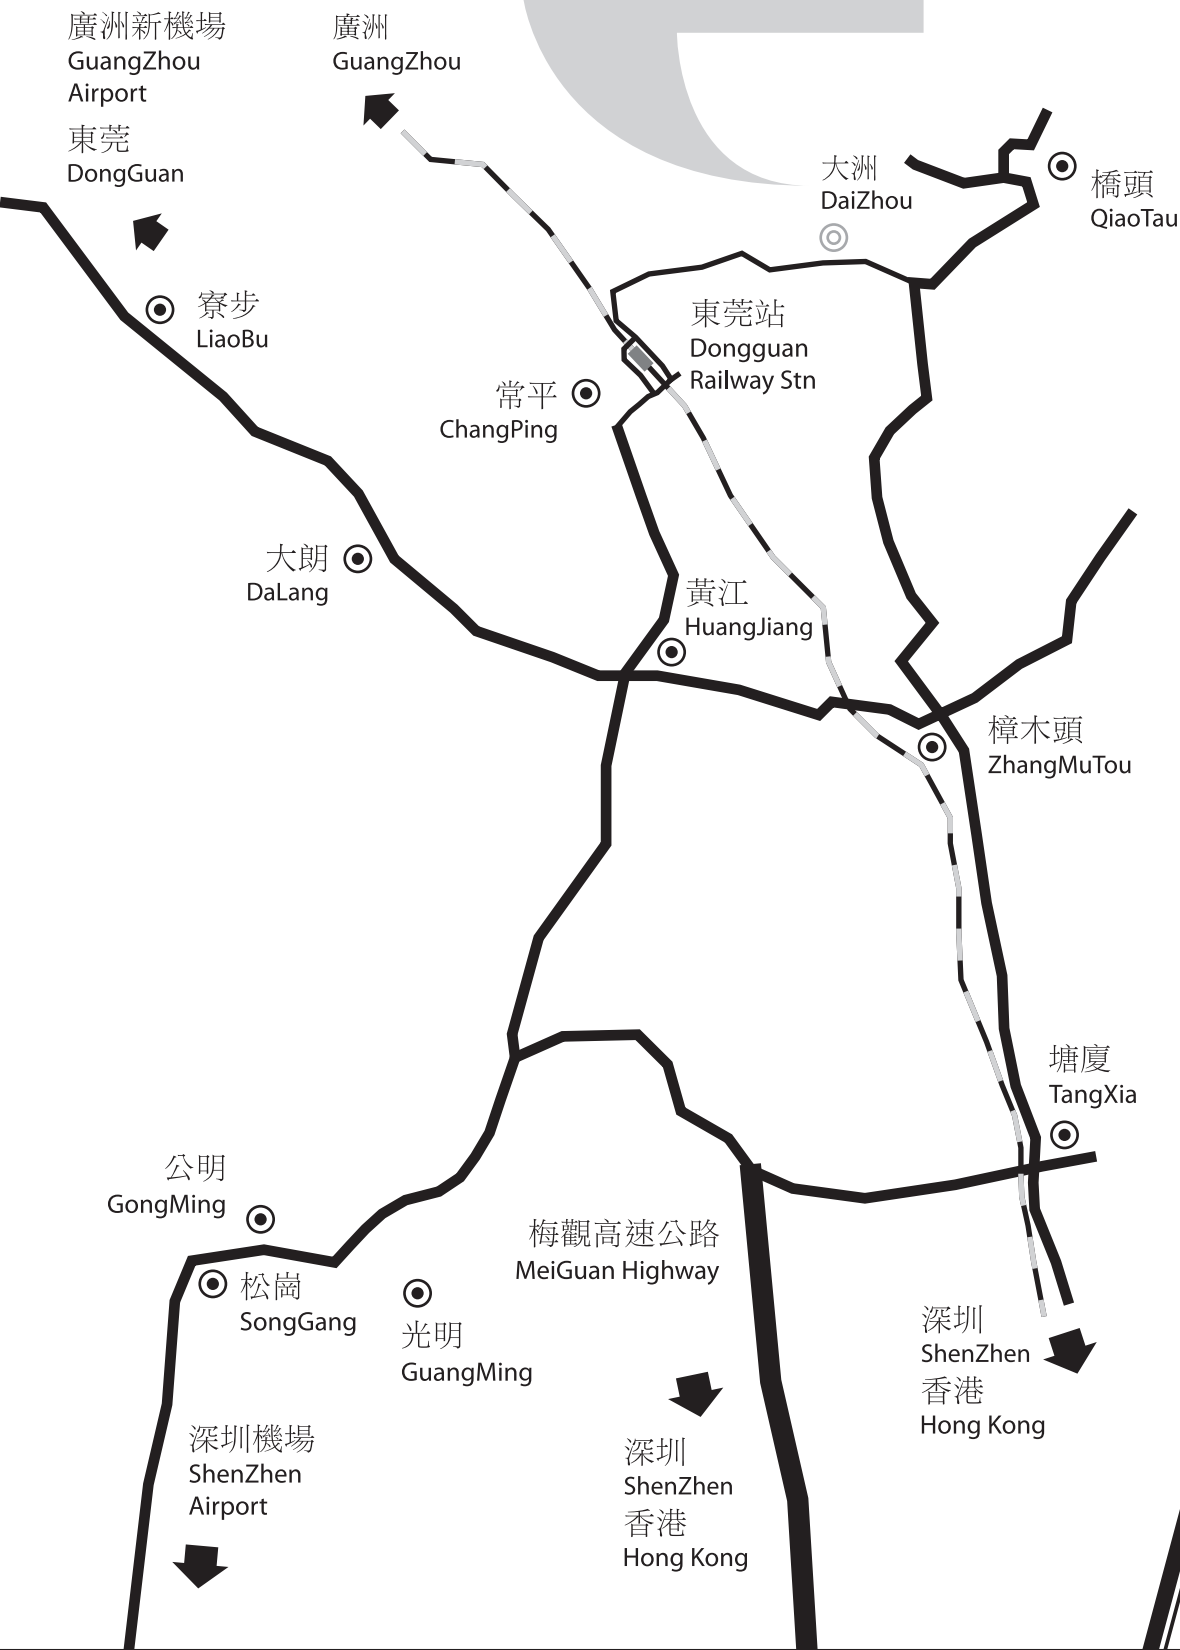 廣洲新機場
GuangZhou
Airport
東莞
DongGuan
廣洲
GuangZhou
大洲
DaiZhou
橋頭
QiaoTau
寮步
LiaoBu
東莞站
Dongguan
Railway Stn
常平
ChangPing
大朗
DaLang
黃江
HuangJiang
樟木頭
ZhangMuTou
塘廈
TangXia
公明
GongMing
松崗
SongGang
光明
GuangMing
梅觀高速公路
MeiGuan Highway
深圳
ShenZhen
香港
Hong Kong
深圳機場
ShenZhen
Airport
深圳
ShenZhen
香港
Hong Kong